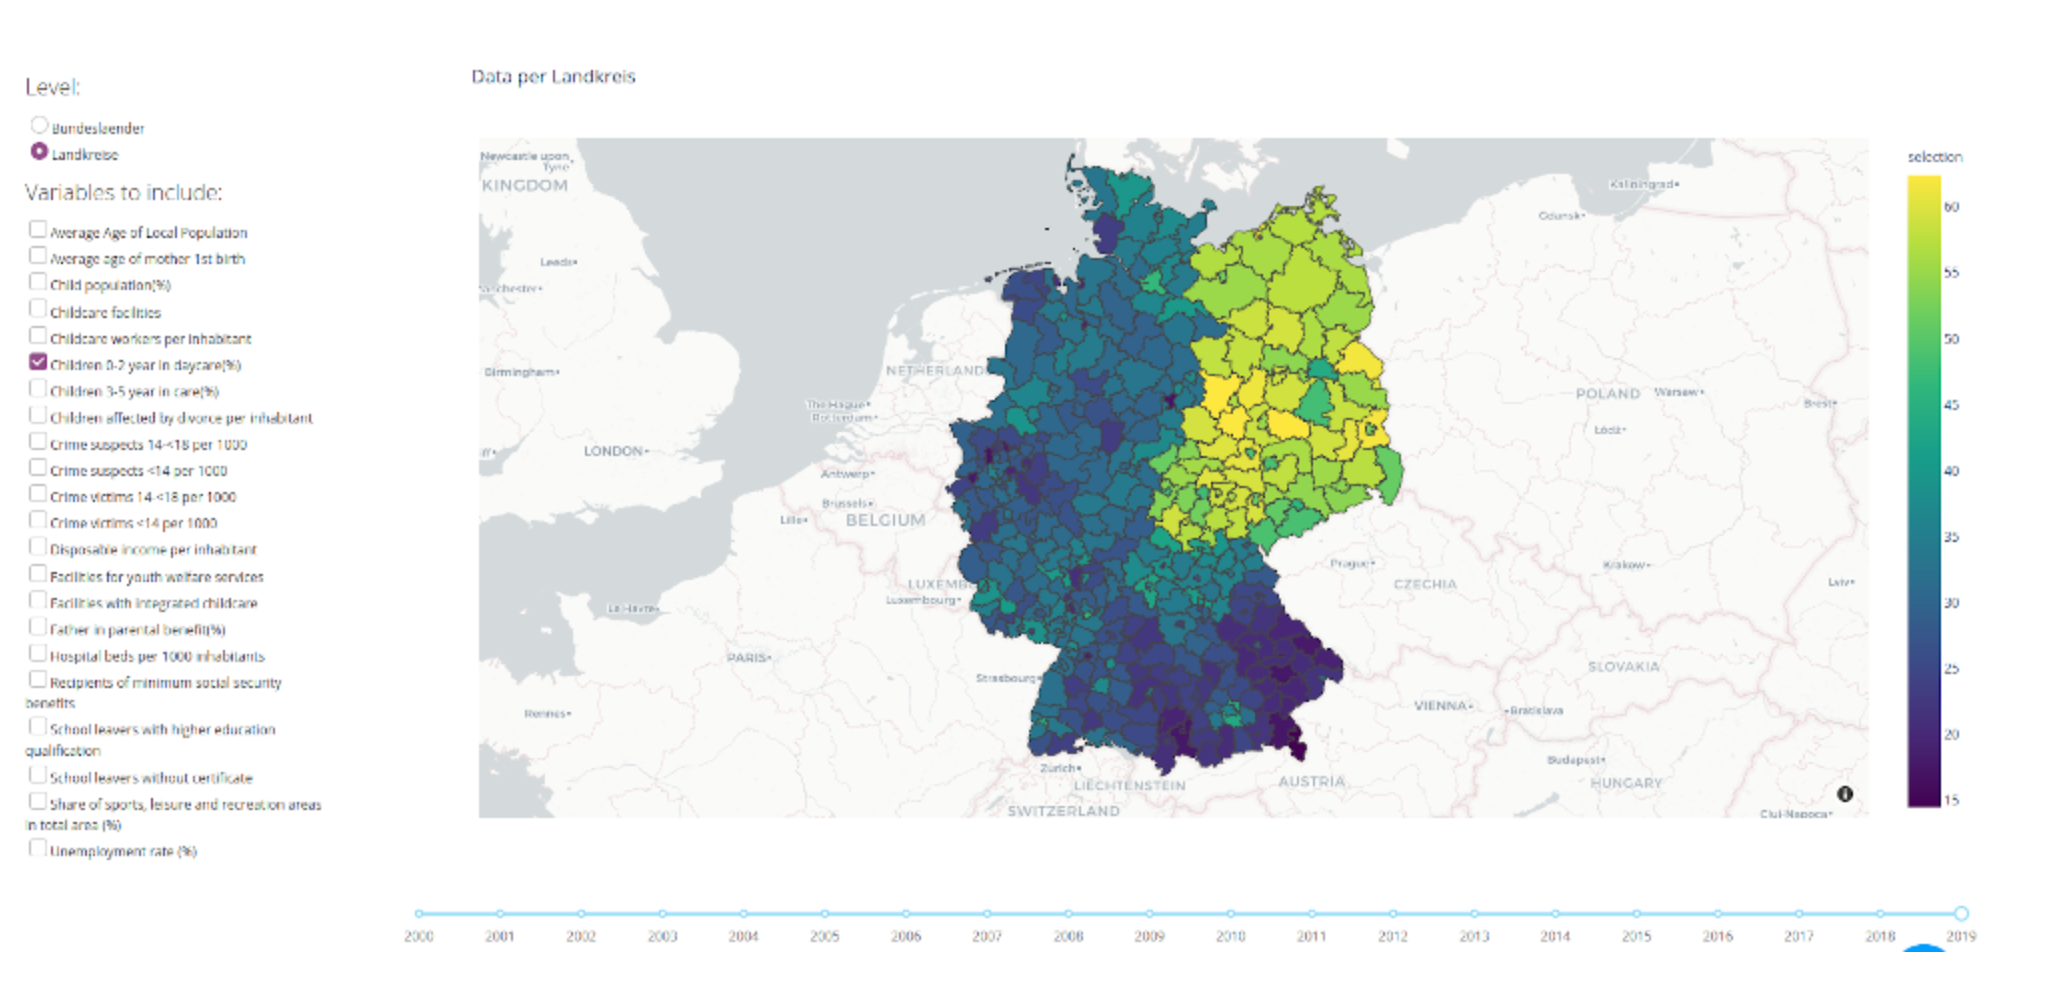 Data per Landkreis
Level:
Bundeslaender
Landkreise
Variables to include:
Average Age of Local Population
Average age of mother 1st birth
Child population(%)
Childcare facilities
Childcare workers per inhabitant
Children 0-2 year in daycare(%)
Children 3-5 year in care(%)
Children affected by divorce per inhabitant
Crime suspects 14-<18 per 1000
Crime suspects <14 per 1000
Crime victims 14-<18 per 1000
Crime victims <14 per 1000
Disposable income per inhabitant
Facilities for youth welfare services
Facilities with integrated childcare
Father in parental benefit(%)
Hospital beds per 1000 inhabitants
Recipients of minimum social security
benefits
School leavers with higher education
qualification
School leavers without certificate
Share of sports, leisure and recreation areas
in total area (%)
Unemployment rate (%)
Newcastle upon
Tyne
KINGDOM
Leeds
anchester
Birmingham
LONDON
NETHERLAND
The Hague
Rotterdam
Antwerp
Brussels
Lille
BELGIUM
LUXEMB
Luxembourg
Le Havre
PARIS
Rennes
Strasbourg
Zurich
LIECHTENSTEIN
SWITZERLAND
AUSTRIA
Prague
CZECHIA
VIENNA
Bratislava
Budapest
HUNGARY
SLOVAKIA
Krakow
Lviv
Kaliningrad
Gdunsk
POLAND
Warsaw
Brest
Łódź
Cluj-Napoca
selection
60
55
50
45
40
35
30
25
20
15
2000 2001 2002 2003 2004 2005 2006 2007 2008 2009 2010 2011 2012 2013 2014 2015 2016 2017 2018 2019